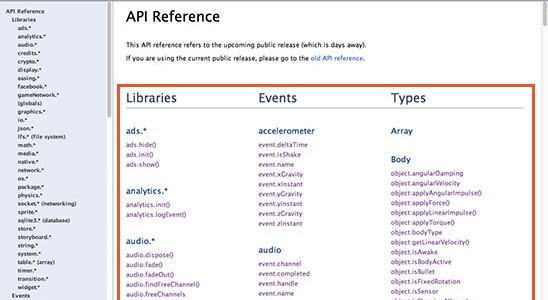 API Reference
Libraries
ads.*
analytics.*
audio.*
credits.*
crypto.*
display.*
easing.*
facebook.*
gameNetwork.*
(globals)
graphics.*
io.*
json.*
lfs.* (file system)
math.*
media.*
native.*
network.*
os.*
package.*
physics.*
socket.* (networking)
sprite.*
sqlite3.* (database)
store.*
storyboard.*
string.*
system.*
table.* (array)
timer.*
transition.*
widget.*
Events
API Reference
This API reference refers to the upcoming public release (which is days away).
If you are using the current public release, please go to the old API reference.
Libraries
ads.*
ads.hide()
ads.init()
ads.show()
analytics.*
analytics.init()
analytics.logEvent()
audio.*
audio.dispose()
audio.fade()
audio.fadeOut()
audio.findFreeChannel()
audio.freeChannels
Events
accelerometer
event.deltaTime
event.isShake
event.name
event.xGravity
event.xInstant
event.yGravity
event.yInstant
event.zGravity
event.zInstant
audio
event.channel
event.completed
event.handle
event.name
Types
Array
Body
object.angularDamping
object.angularVelocity
object:applyAngularImpulse()
object:applyForce()
object:applyLinearImpulse()
object:applyTorque()
object.bodyType
object:getLinearVelocity()
object.isAwake
object.isBodyActive
object.isBullet
object.isFixedRotation
object.isSensor